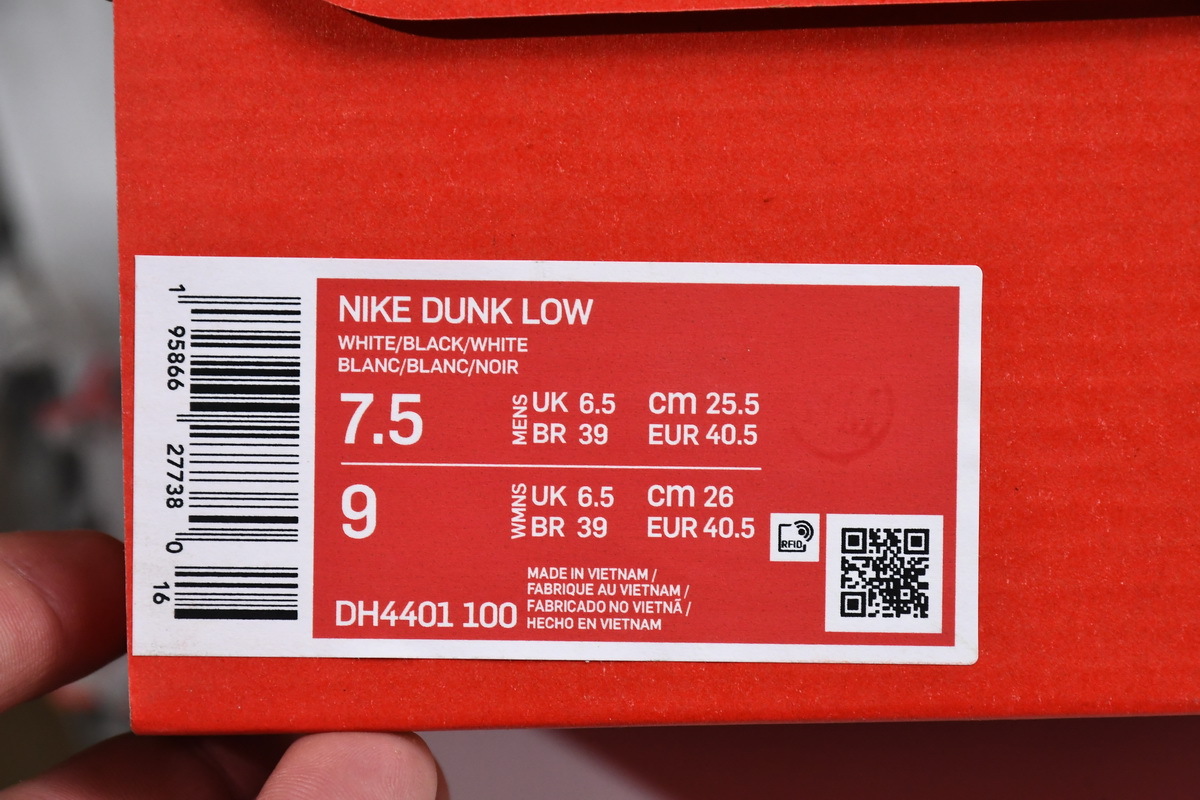 1 95866 27738 0 16
NIKE DUNK LOW
WHITE/BLACK/WHITE
BLANC/BLANC/NOIR
7.5 MENS UK 6.5 cm 25.5
BR 39 EUR 40.5
9 WMNS UK 6.5 cm 26
BR 39 EUR 40.5
RFID
MADE IN VIETNAM /
FABRIQUE AU VIETNAM /
FABRICADO NO VIETNÃ /
HECHO EN VIETNAM
DH4401 100